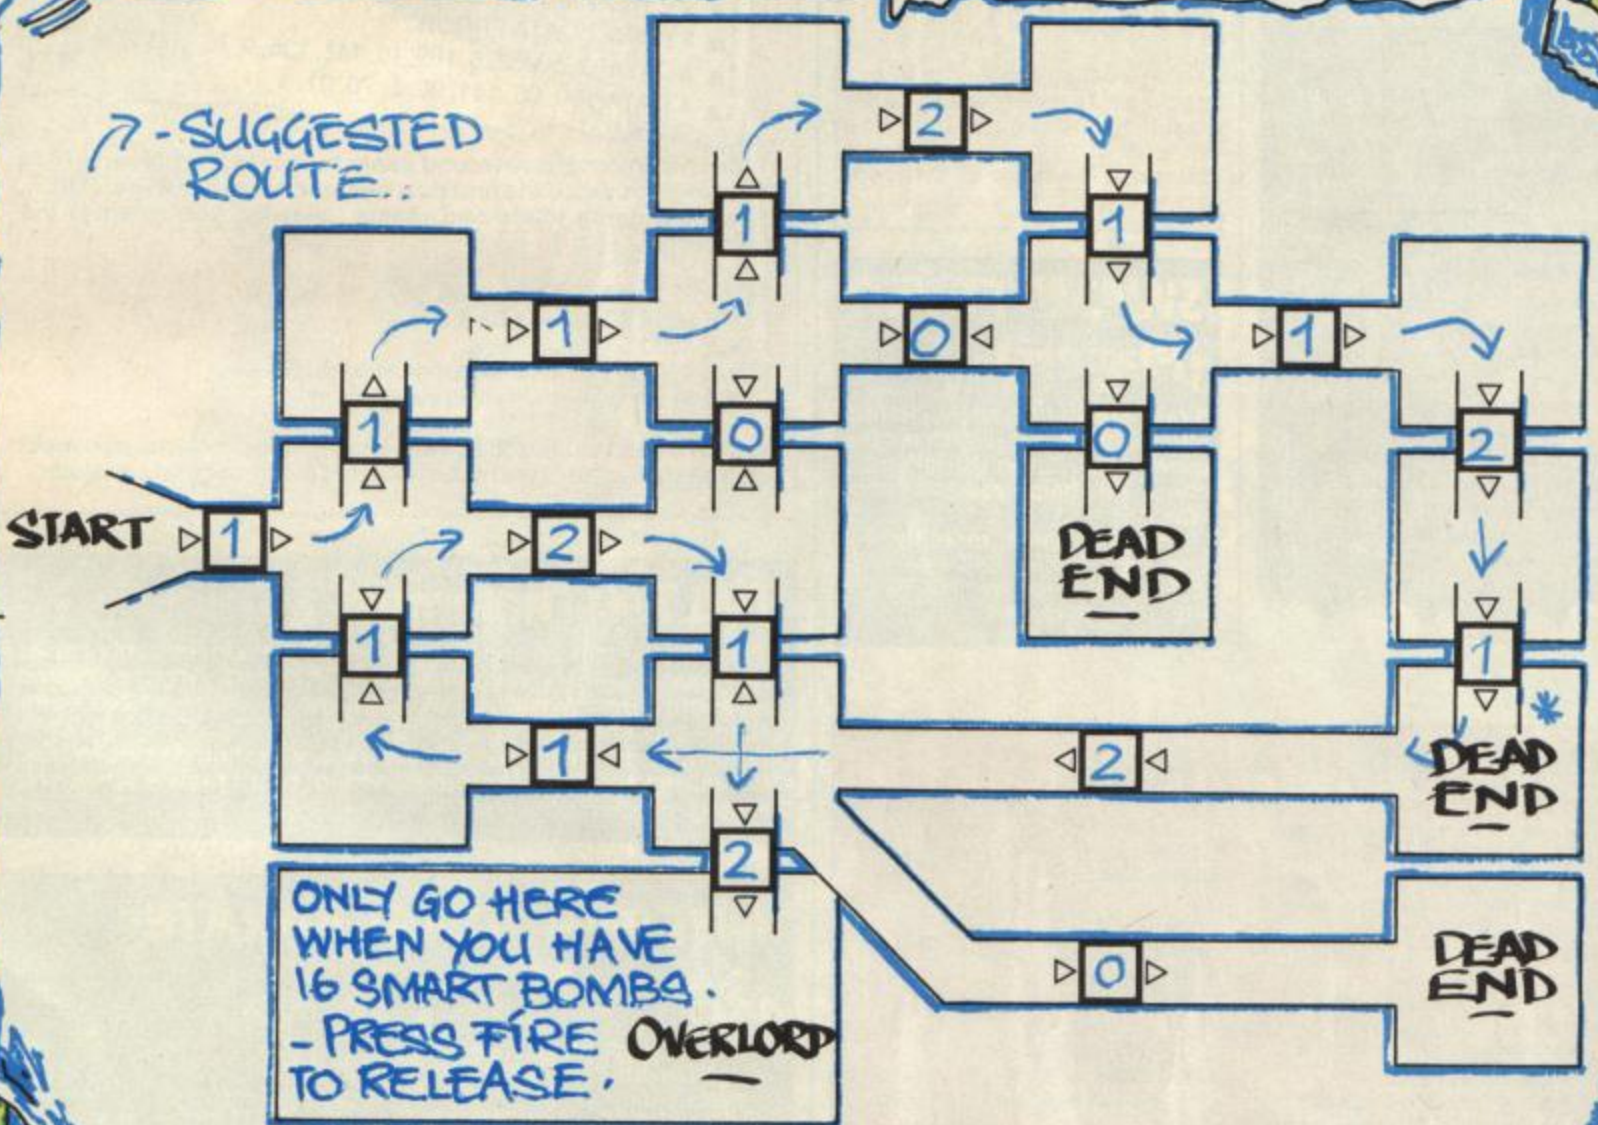 - SUGGESTED
ROUTE..
2
1
1
1
0
1
1
0
0
2
START
1
2
DEAD
END
1
1
1
1
2
*
DEAD
END
2
ONLY GO HERE
WHEN YOU HAVE
16 SMART BOMBS.
- PRESS FIRE
TO RELEASE.
OVERLORD
0
DEAD
END